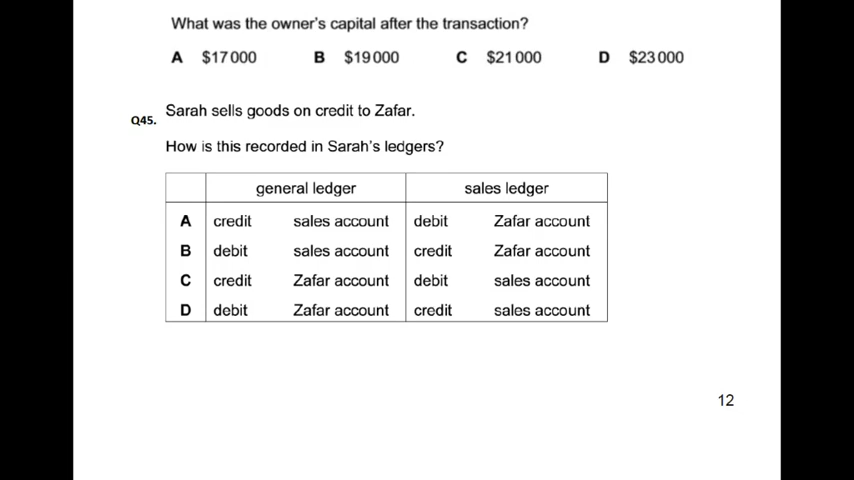 What was the owner's capital after the transaction?
A $17000 B $19000 C $21000 D $23000
Q45. Sarah sells goods on credit to Zafar.
How is this recorded in Sarah's ledgers?
general ledger sales ledger
A credit sales account debit Zafar account
B debit sales account credit Zafar account
C credit Zafar account debit sales account
D debit Zafar account credit sales account
12